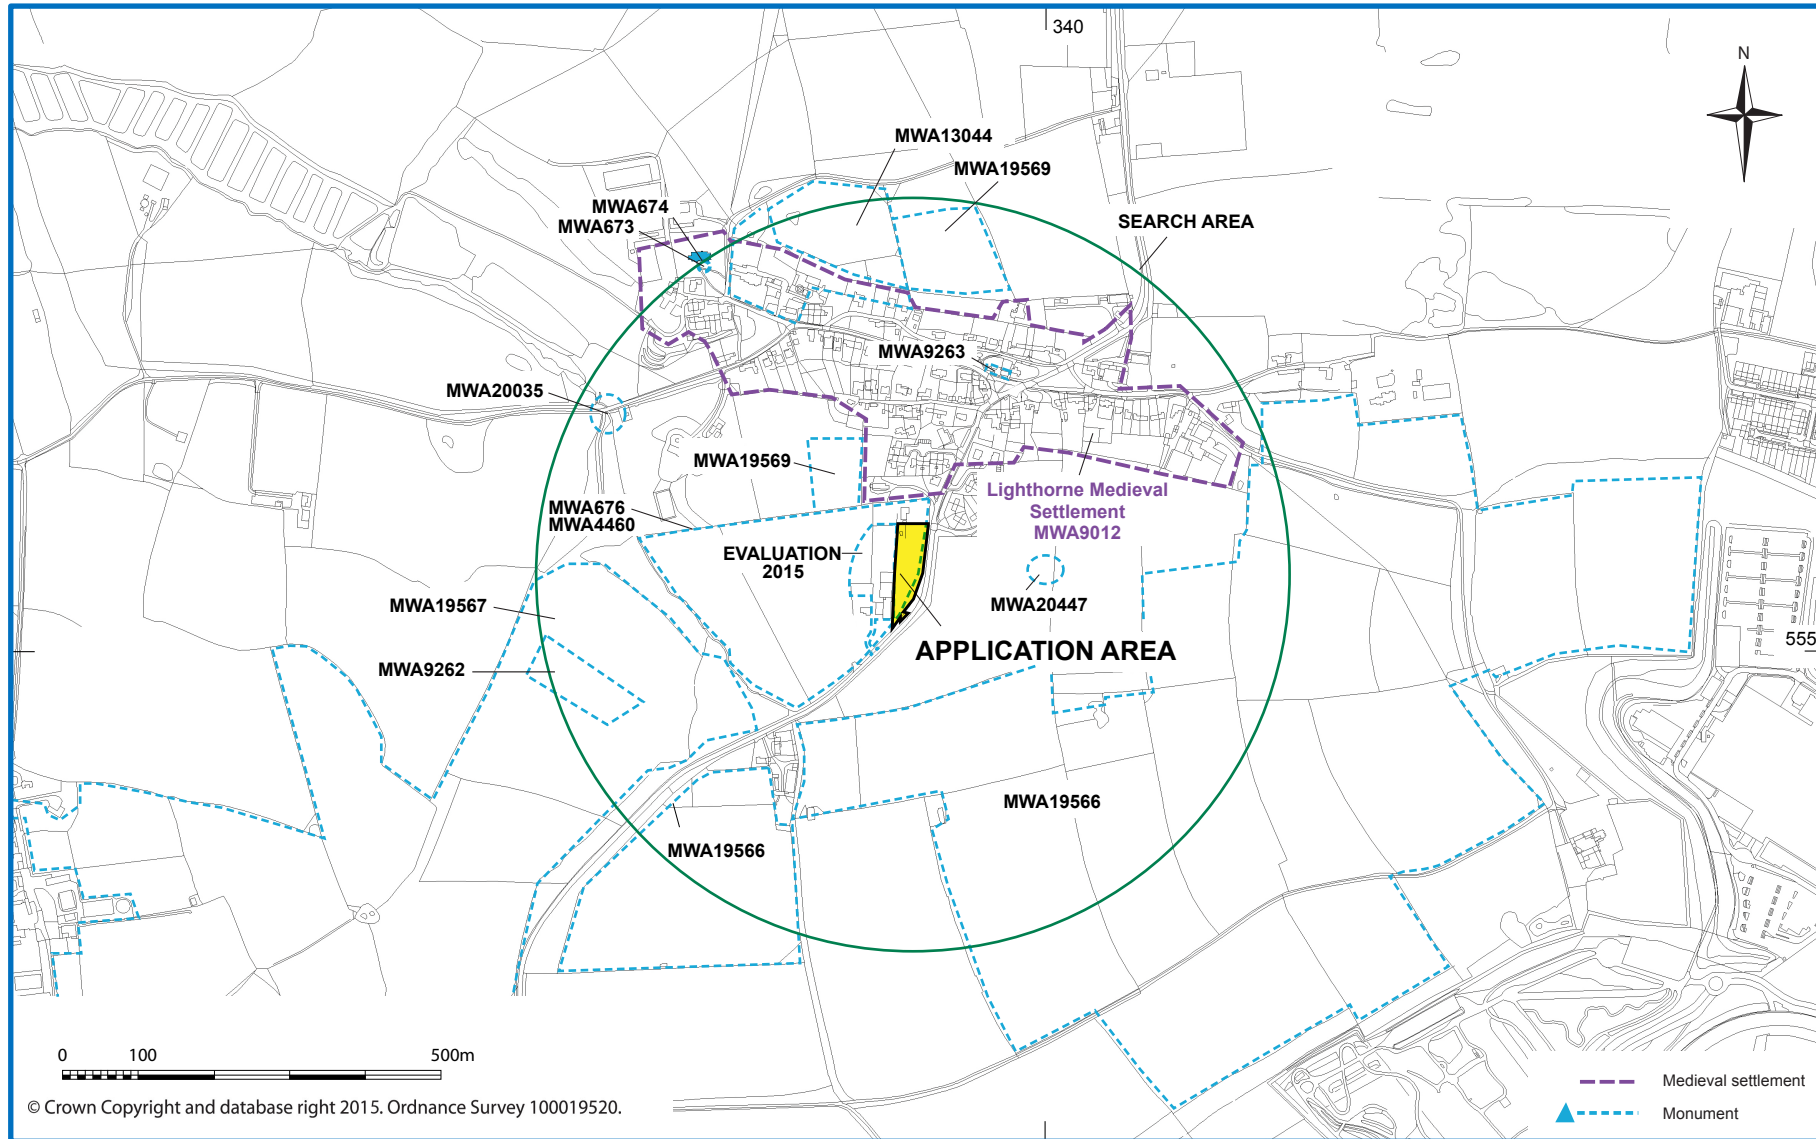 340
N
MWA13044
MWA19569
MWA674
MWA673
SEARCH AREA
MWA9263
MWA20035
MWA19569
Lighthorne Medieval
Settlement
MWA9012
MWA676
MWA4460
EVALUATION
2015
MWA20447
MWA19567
APPLICATION AREA
555
MWA9262
MWA19566
MWA19566
0 100 500m
© Crown Copyright and database right 2015. Ordnance Survey 100019520.
Medieval settlement
Monument